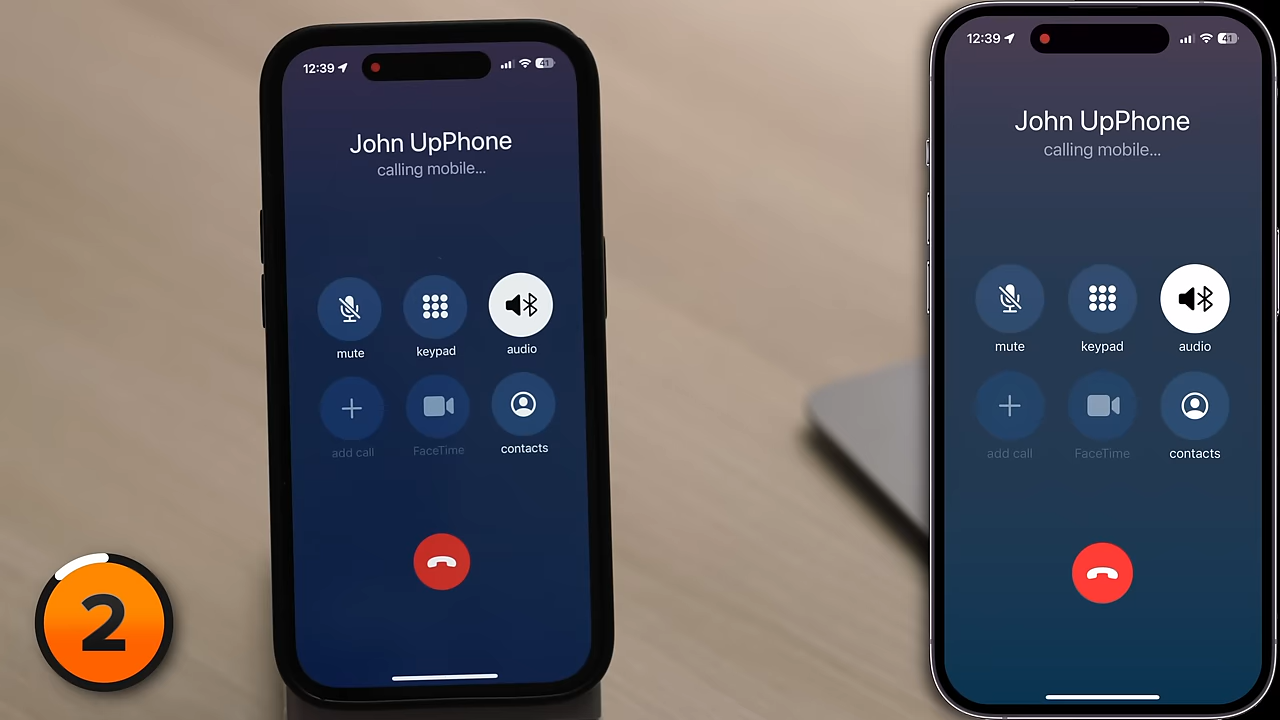 12:39
41
John UpPhone
calling mobile...
mute
keypad
audio
add call
FaceTime
contacts
2
12:39
41
John UpPhone
calling mobile...
mute
keypad
audio
add call
FaceTime
contacts